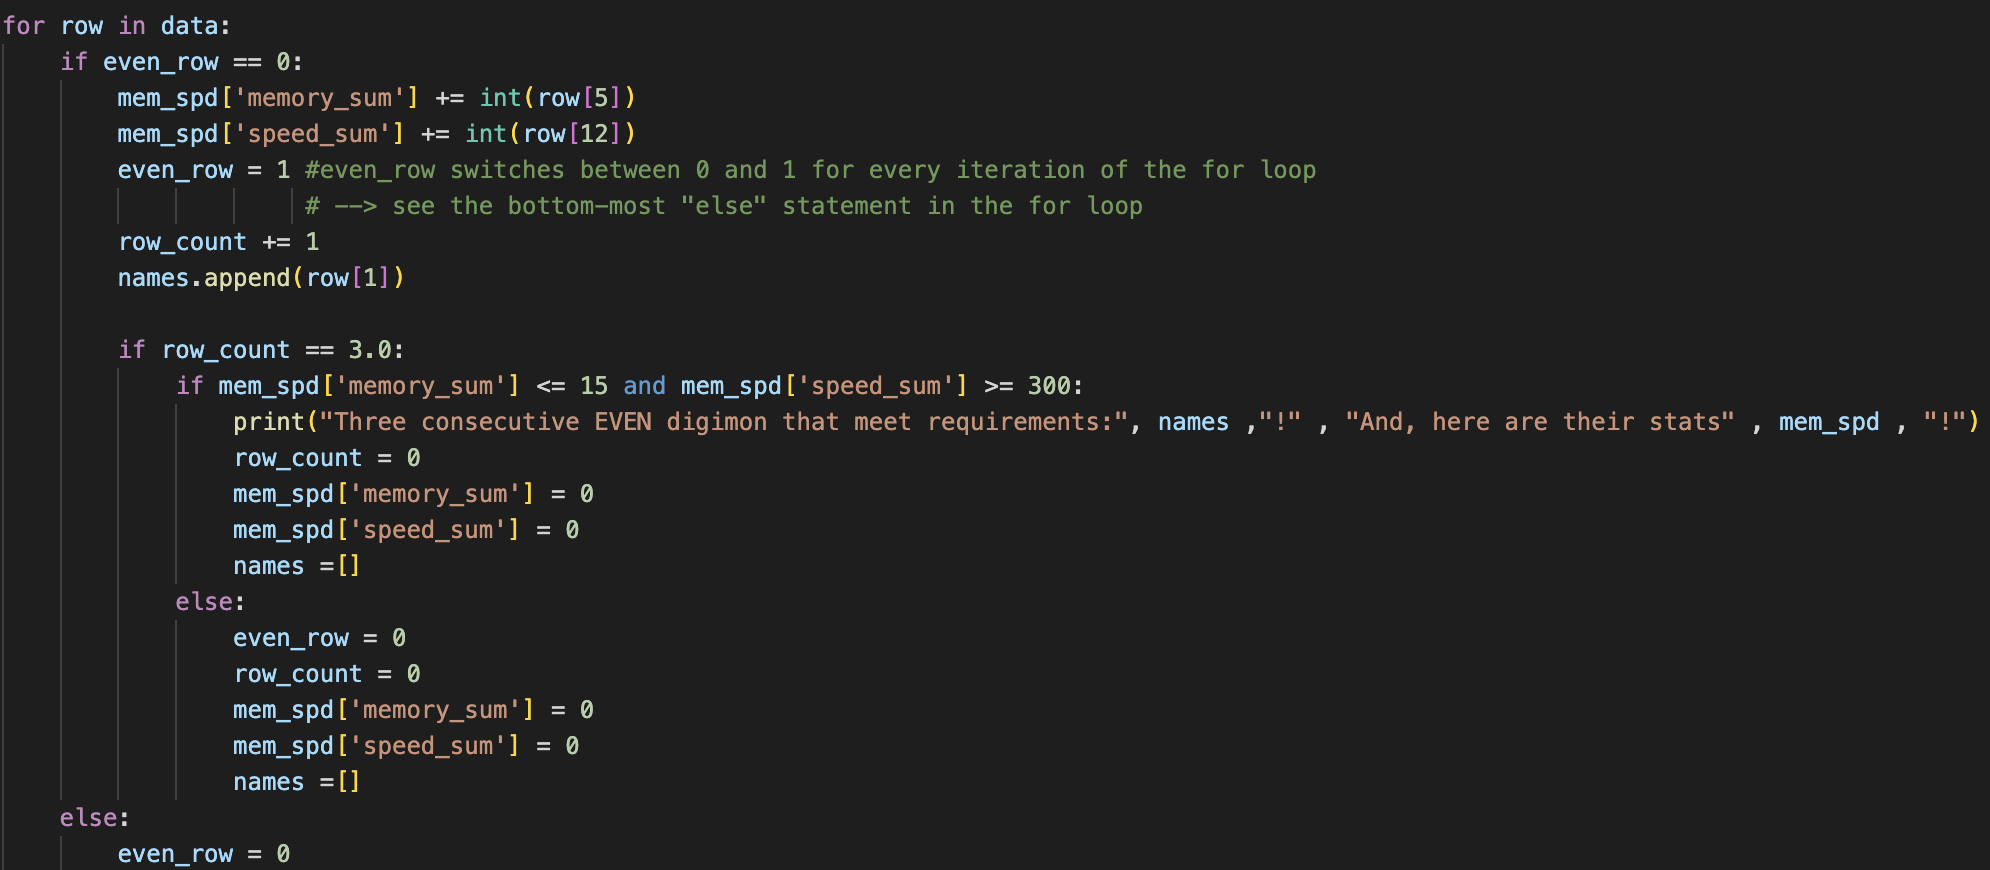 for row in data:
    if even_row == 0:
        mem_spd['memory_sum'] += int(row[5])
        mem_spd['speed_sum'] += int(row[12])
        even_row = 1 #even_row switches between 0 and 1 for every iteration of the for loop
                     # --> see the bottom-most "else" statement in the for loop
        row_count += 1
        names.append(row[1])

        if row_count == 3.0:
            if mem_spd['memory_sum'] <= 15 and mem_spd['speed_sum'] >= 300:
                print("Three consecutive EVEN digimon that meet requirements:", names ,"!" , "And, here are their stats" , mem_spd , "!")
                row_count = 0
                mem_spd['memory_sum'] = 0
                mem_spd['speed_sum'] = 0
                names =[]
            else:
                even_row = 0
                row_count = 0
                mem_spd['memory_sum'] = 0
                mem_spd['speed_sum'] = 0
                names =[]
    else:
        even_row = 0